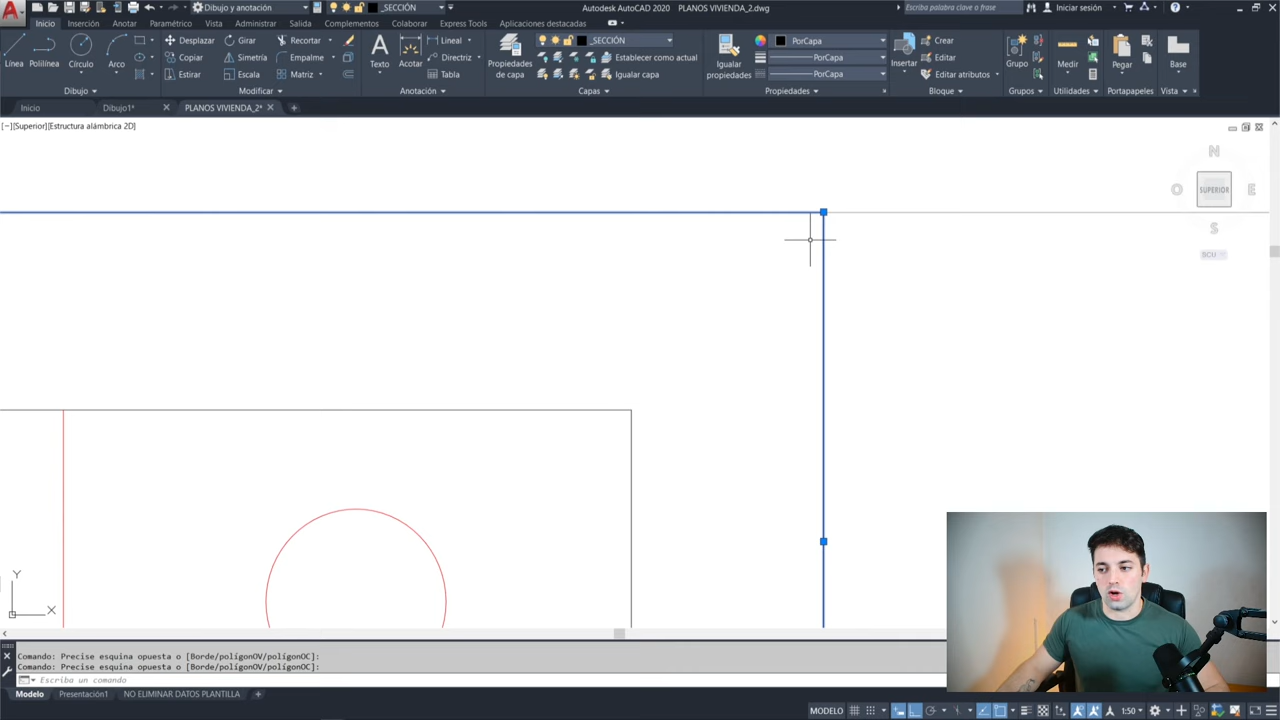 Dibujo y anotación
_SECCIÓN
Autodesk AutoCAD 2020 PLANOS VIVIENDA_2.dwg
Escriba palabra clave o frase
Iniciar sesión
Inicio Inserción Anotar Paramétrico Vista Administrar Salida Complementos Colaborar Express Tools Aplicaciones destacadas
Línea Polilínea Círculo Arco
Desplazar Girar Recortar
Copiar Simetría Empalme
Estirar Escala Matriz
Texto Acotar
Lineal
Directriz
Tabla
Propiedades de capa
_SECCIÓN
Establecer como actual
Igualar capa
Igualar propiedades
PorCapa
PorCapa
PorCapa
Insertar
Crear
Editar
Editar atributos
Grupo
Medir
Pegar
Base
Dibujo Modificar Anotación Capas Propiedades Bloque Grupos Utilidades Portapapeles Vista
Inicio Dibujo1* PLANOS VIVIENDA_2*
[−][Superior][Estructura alámbrica 2D]
N
O SUPERIOR E
S
SCU
Y
X
Comando: Precise esquina opuesta o [Borde/polígonOV/polígonOC]:
Comando: Precise esquina opuesta o [Borde/polígonOV/polígonOC]:
Escriba un comando
Modelo Presentación1 NO ELIMINAR DATOS PLANTILLA +
MODELO
1:50